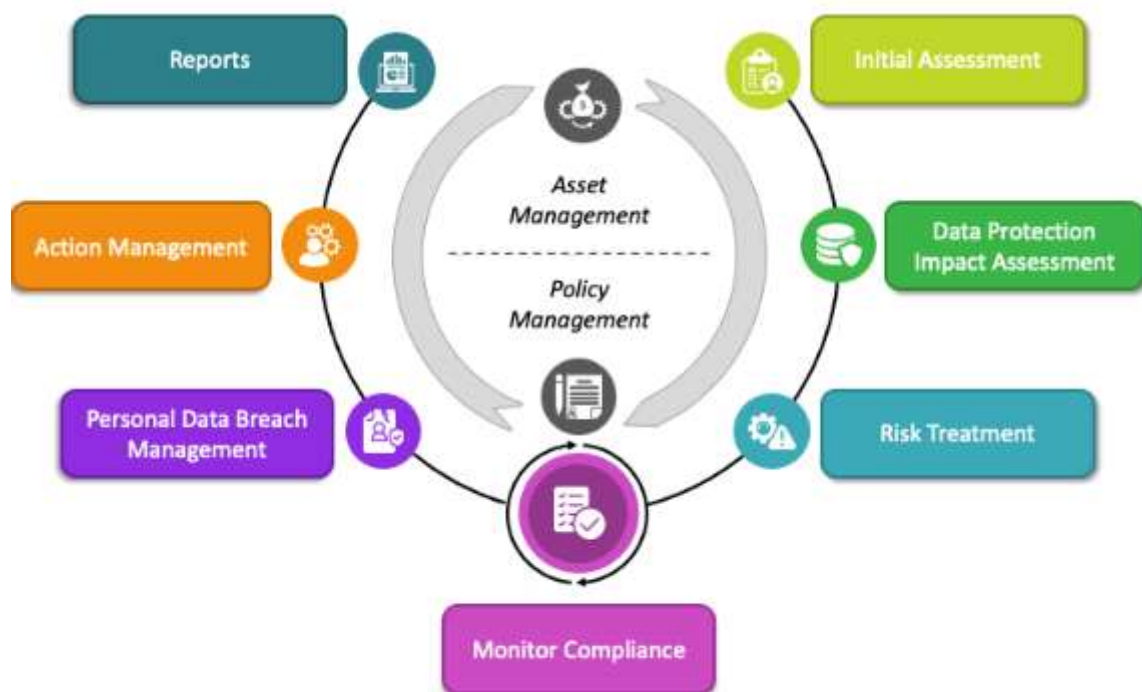 Reports
Initial Assessment
Asset
Management
Action Management
Data Protection
Impact Assessment
Policy
Management
Personal Data Breach
Management
Risk Treatment
Monitor Compliance